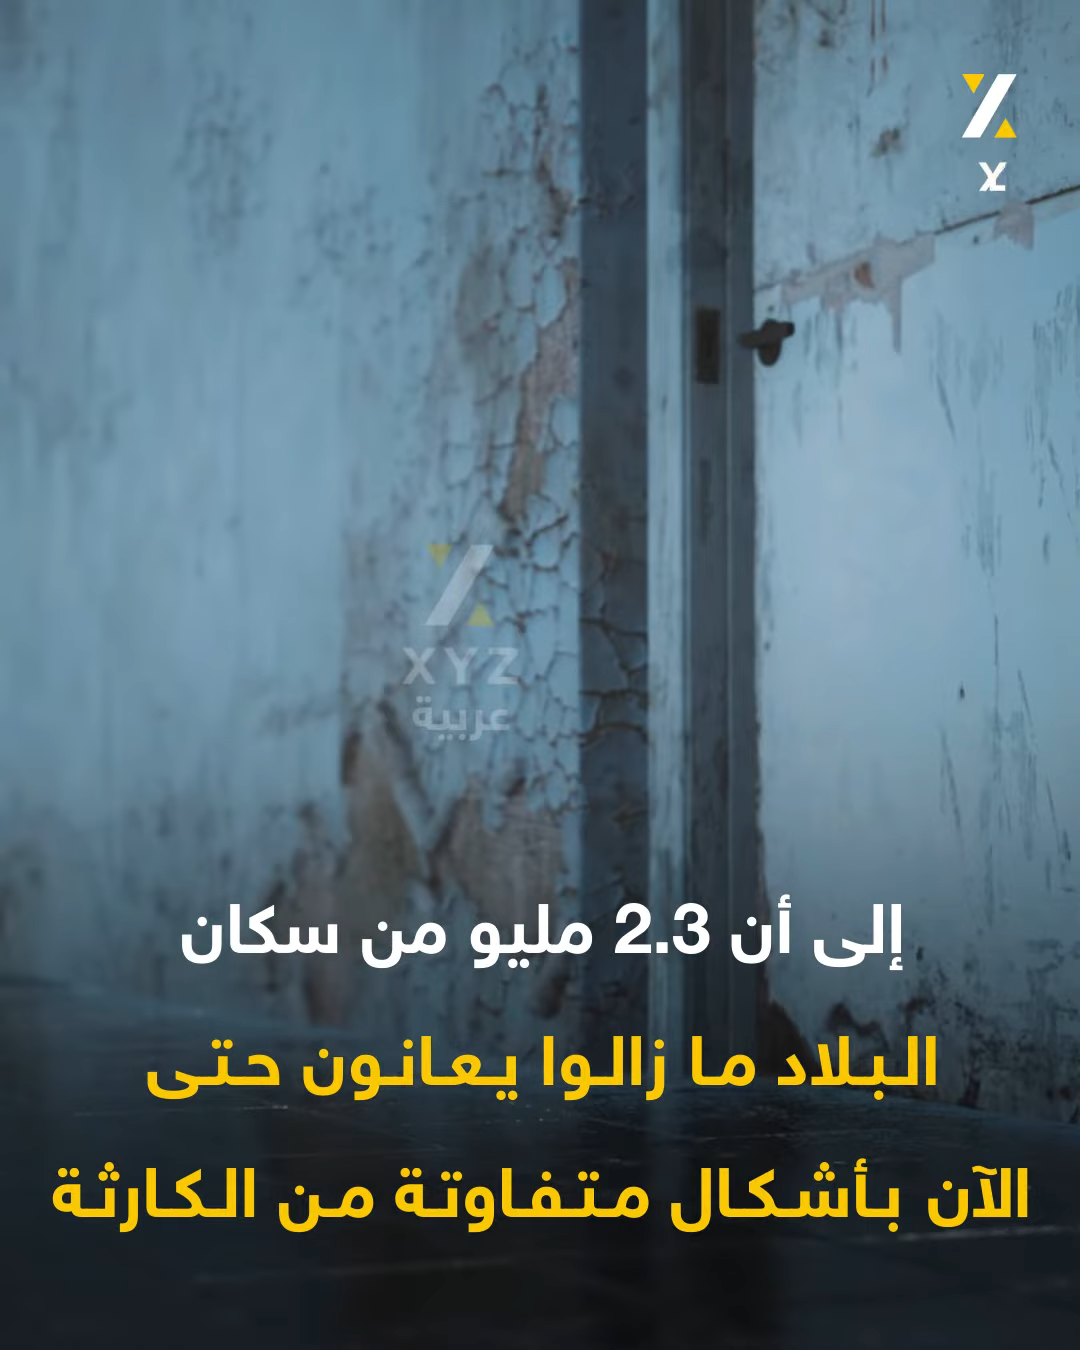 XL
XYZ
عربية
إلى أن 2.3 مليو من سكان
البلاد ما زالوا يعانون حتى
الآن بأشكال متفاوتة من الكارثة